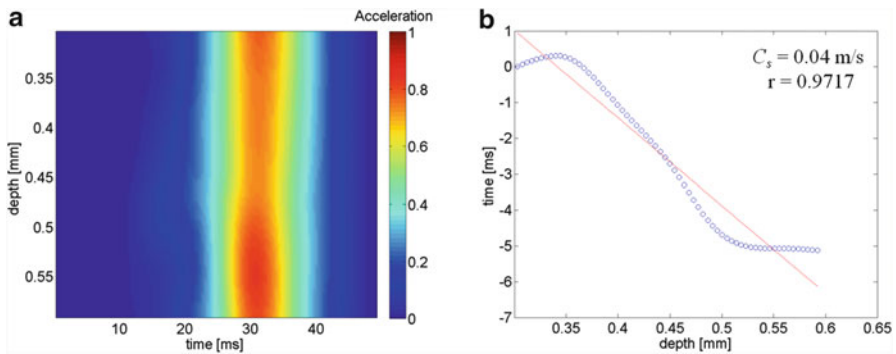 a
Acceleration
1
0.8
0.6
0.4
0.2
0
0.35
0.4
0.45
0.5
0.55
depth [mm]
10 20 30 40
time [ms]
b
C_s = 0.04 m/s
r = 0.9717
1
0
-1
-2
-3
-4
-5
-6
-7
time [ms]
0.35 0.4 0.45 0.5 0.55 0.6 0.65
depth [mm]